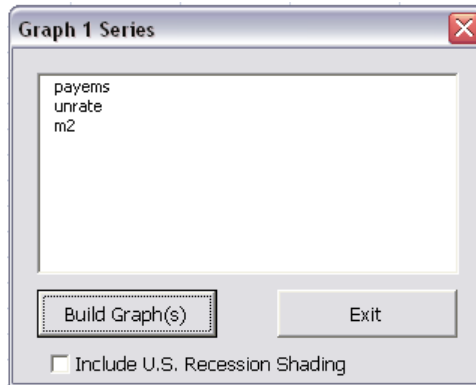 Graph 1 Series
payems
unrate
m2
Build Graph(s)
Exit
Include U.S. Recession Shading